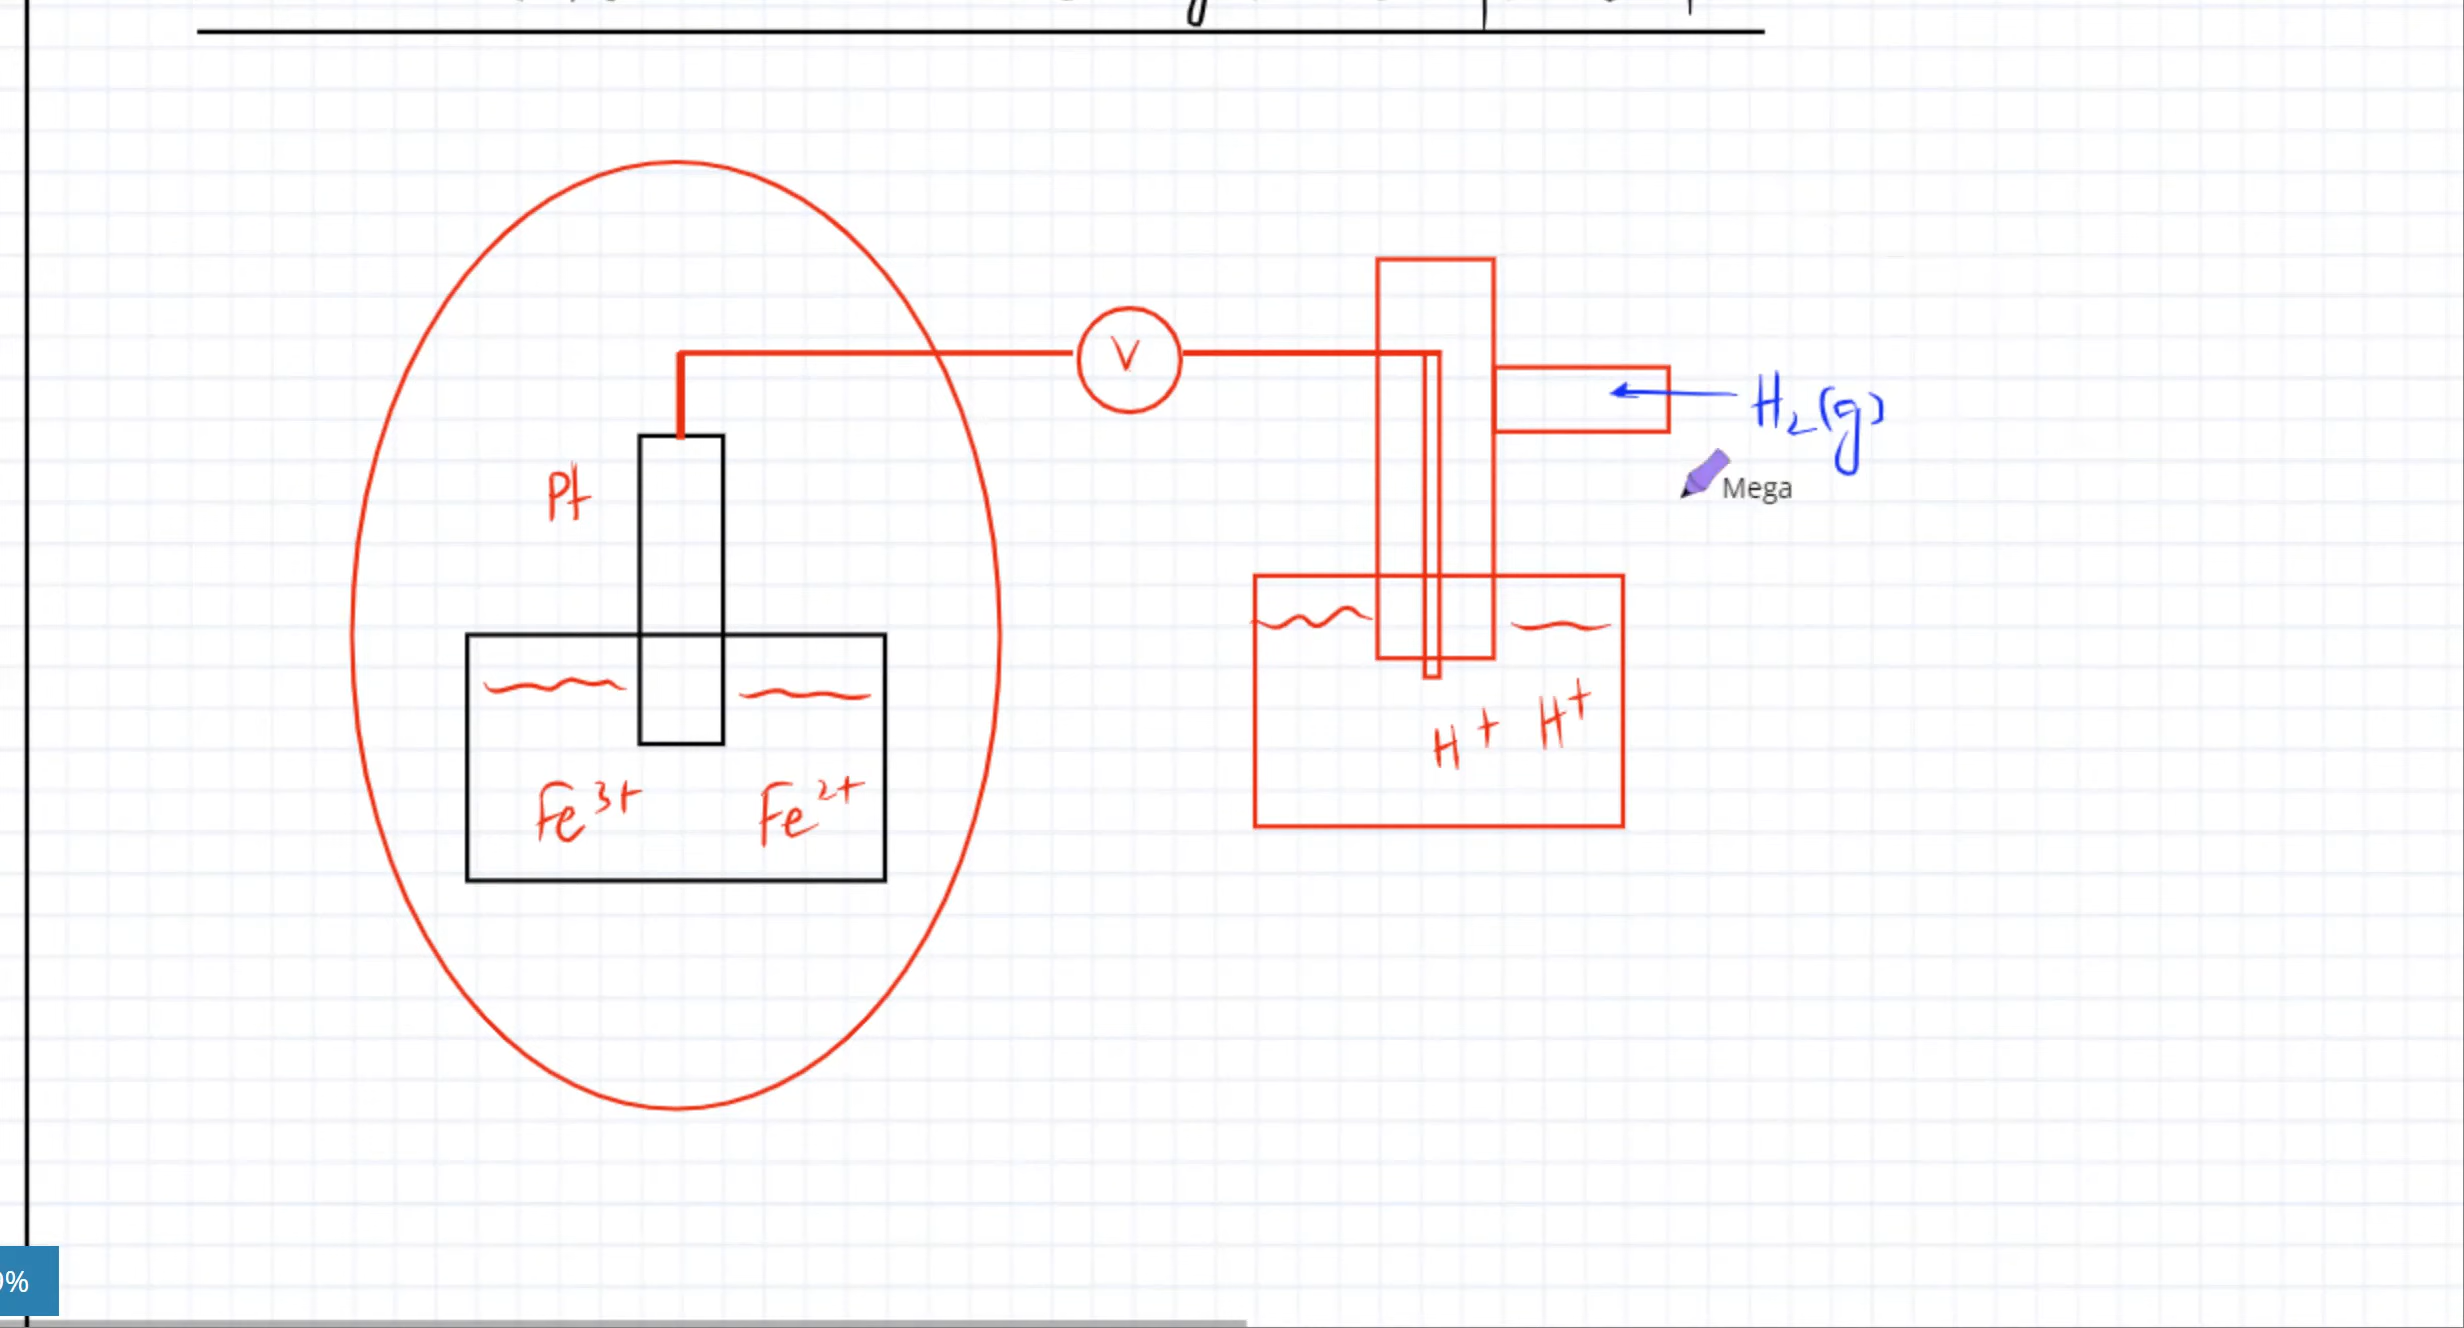 V
H₂(g)
Pt
Mega
H⁺ H⁺
Fe³⁺ Fe²⁺
%